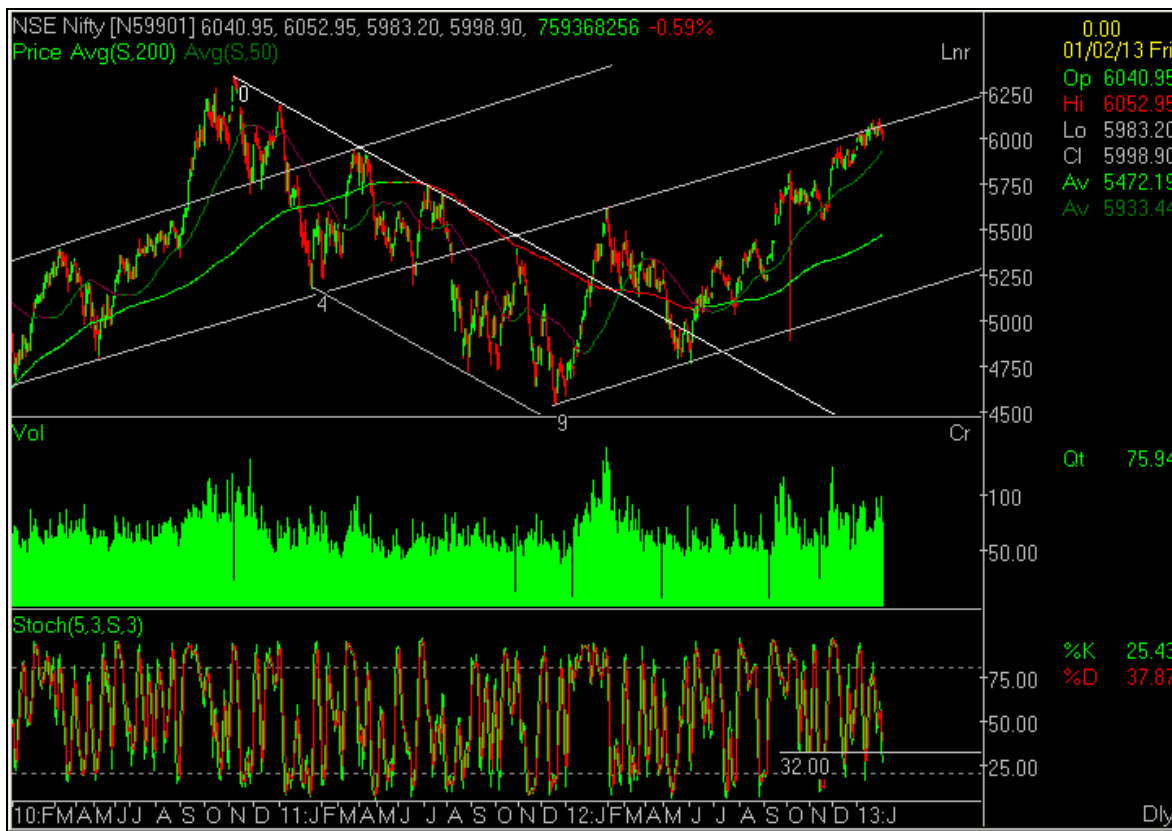 NSE Nifty [N59901] 6040.95, 6052.95, 5983.20, 5998.90, 759368256 -0.59%
Price Avg(S,200) Avg(S,50) Lnr
0.00
01/02/13 Fri
Op 6040.95
Hi 6052.95
Lo 5983.20
Cl 5998.90
Av 5472.19
Av 5933.44
6250
6000
5750
5500
5250
5000
4750
4500
0
4
9
Vol Cr
Qt 75.94
100
50.00
Stoch(5,3,S,3)
%K 25.43
%D 37.87
75.00
50.00
25.00
32.00
10:FMAMJJ A S O N D 11:JFMAMJ J A S O N D 12:JFMAMJ J A S O N D 13:J Dly